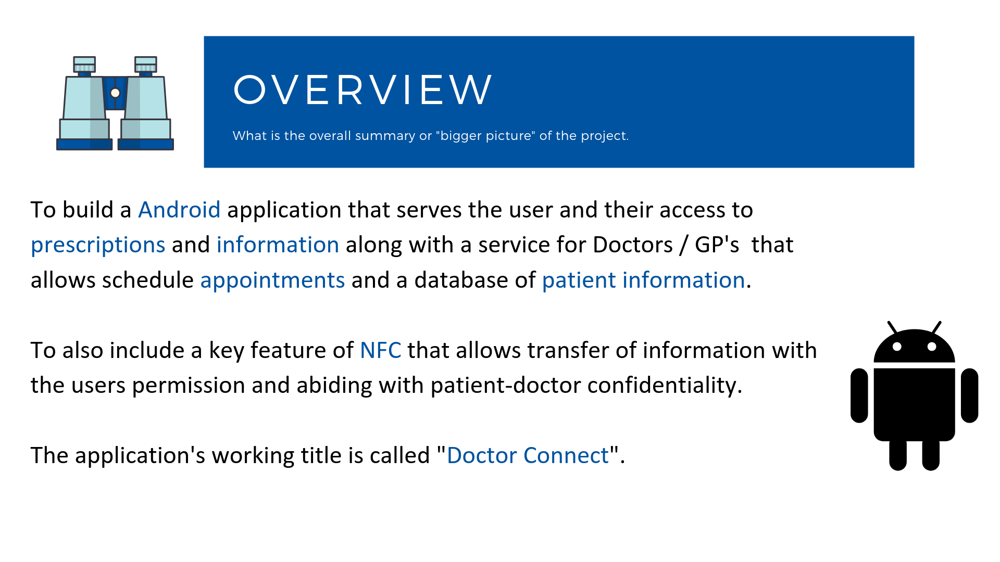 OVERVIEW
What is the overall summary or "bigger picture" of the project.
To build a Android application that serves the user and their access to
prescriptions and information along with a service for Doctors / GP's  that
allows schedule appointments and a database of patient information.
To also include a key feature of NFC that allows transfer of information with
the users permission and abiding with patient-doctor confidentiality.
The application's working title is called "Doctor Connect".